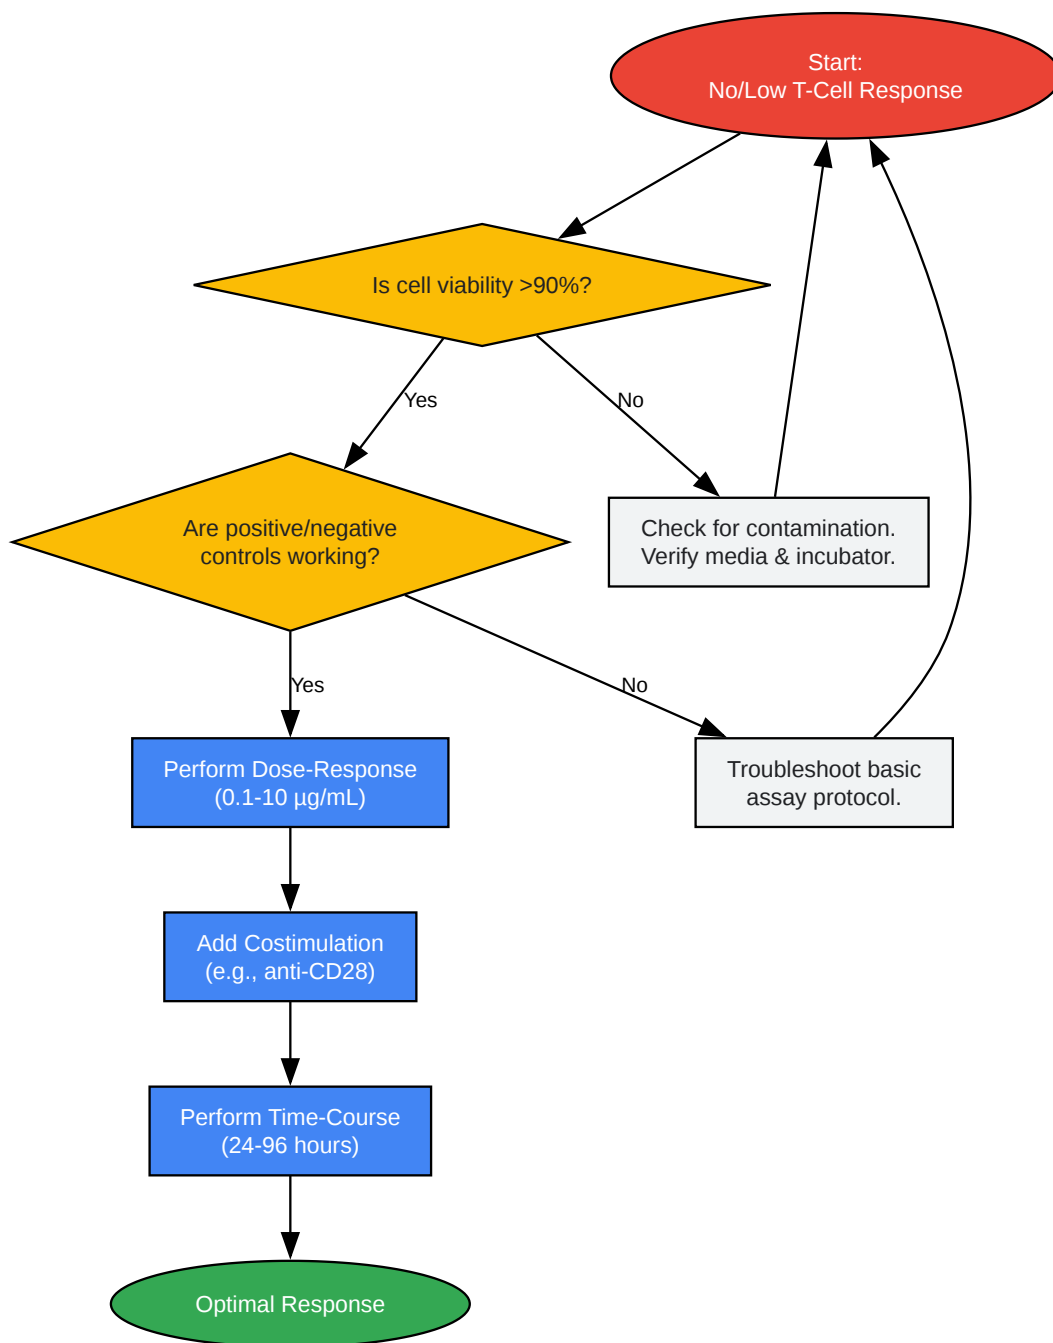 Start:
No/Low T-Cell Response
Is cell viability >90%?
Yes
No
Are positive/negative
controls working?
Check for contamination.
Verify media & incubator.
Yes
No
Perform Dose-Response
(0.1-10 µg/mL)
Troubleshoot basic
assay protocol.
Add Costimulation
(e.g., anti-CD28)
Perform Time-Course
(24-96 hours)
Optimal Response